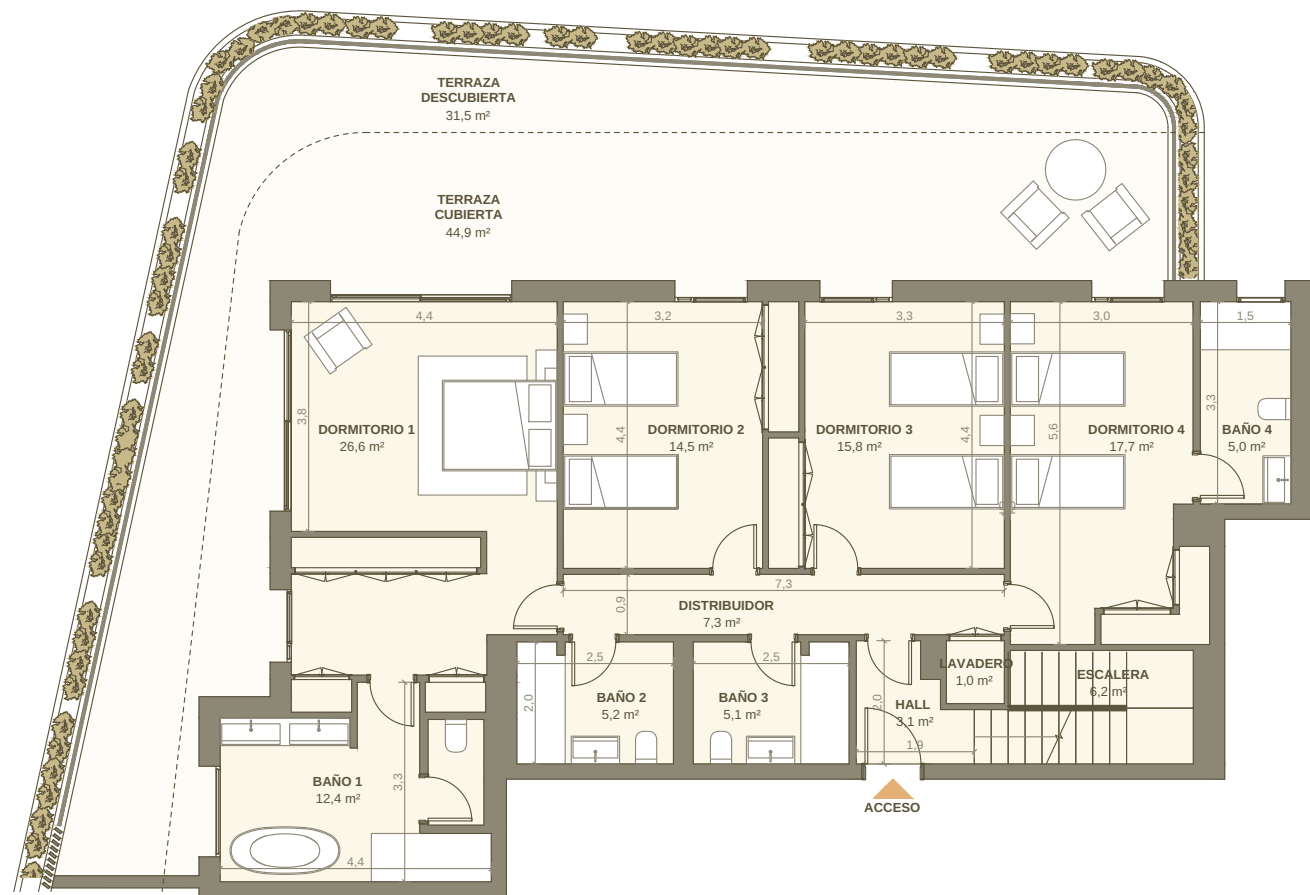 TERRAZA
DESCUBIERTA
31,5 m²
TERRAZA
CUBIERTA
44,9 m²
4,4
3,2
3,3
3,0
1,5
3,8
4,4
4,4
5,6
3,3
DORMITORIO 1
26,6 m²
DORMITORIO 2
14,5 m²
DORMITORIO 3
15,8 m²
DORMITORIO 4
17,7 m²
BAÑO 4
5,0 m²
7,3
0,9
DISTRIBUIDOR
7,3 m²
2,5
2,5
LAVADERO
1,0 m²
ESCALERA
6,2 m²
2,0
BAÑO 2
5,2 m²
BAÑO 3
5,1 m²
2,0
HALL
3,1 m²
1,9
BAÑO 1
12,4 m²
3,3
4,4
ACCESO